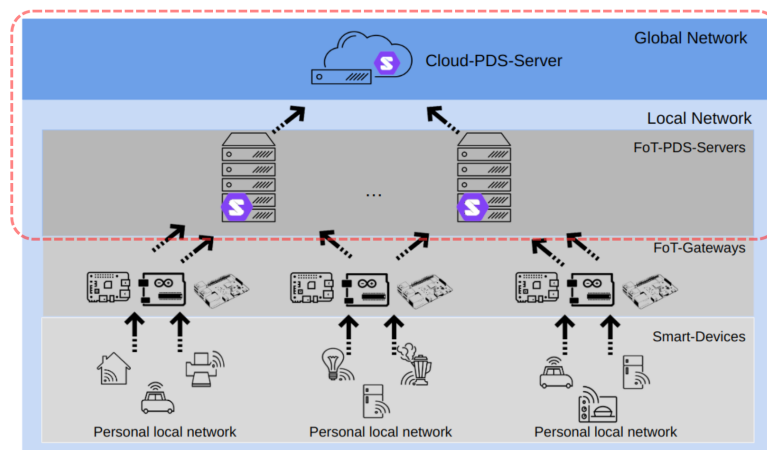 Global Network
Cloud-PDS-Server
Local Network
FoT-PDS-Servers
...
FoT-Gateways
Smart-Devices
Personal local network
Personal local network
Personal local network